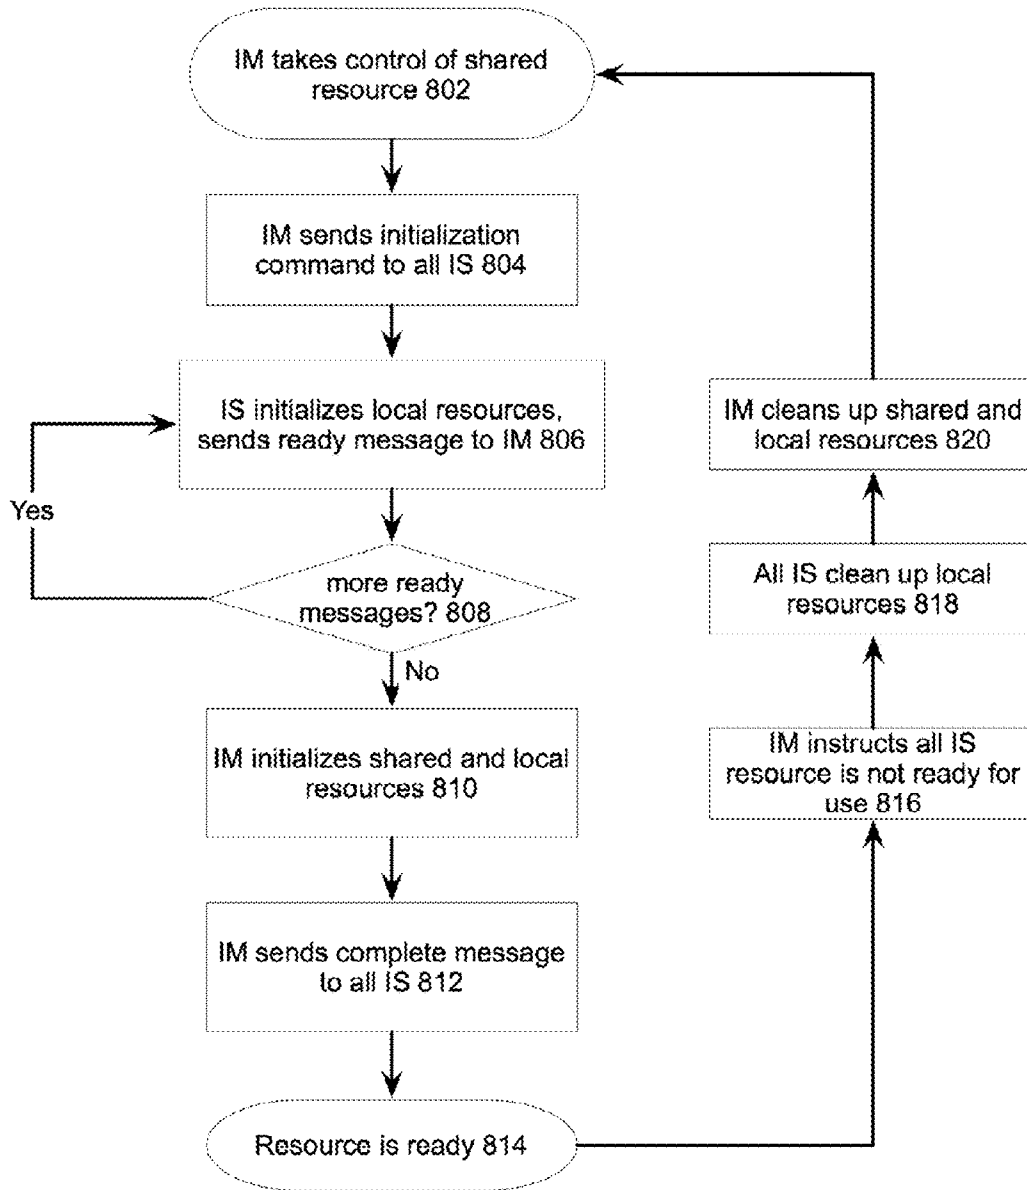 IM takes control of shared
resource 802
IM sends initialization
command to all IS 804
IS initializes local resources,
sends ready message to IM 806
Yes
more ready
messages? 808
No
IM initializes shared and local
resources 810
IM sends complete message
to all IS 812
Resource is ready 814
IM cleans up shared and
local resources 820
All IS clean up local
resources 818
IM instructs all IS
resource is not ready for
use 816